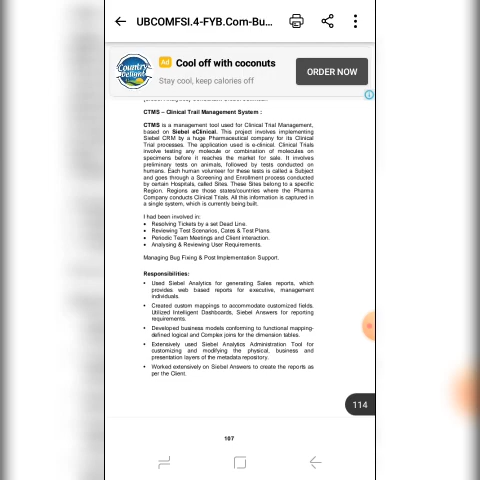 UBCOMFSI.4-FYB.Com-Bu...
Country
Delight
Ad Cool off with coconuts
Stay cool, keep calories off
ORDER NOW
CTMS – Clinical Trail Management System :
CTMS is a management tool used for Clinical Trial Management,
based on Siebel eClinical. This project involves implementing
Siebel CRM by a huge Pharmaceutical company for its Clinical
Trial processes. The application used is e-clinical. Clinical Trials
involve testing any molecule or combination of molecules on
specimens before it reaches the market for sale. It involves
preliminary tests on animals, followed by tests conducted on
humans. Each human volunteer for these tests is called a Subject
and goes through a Screening and Enrollment process conducted
by certain Hospitals, called Sites. These Sites belong to a specific
Region. Regions are those states/countries where the Pharma
Company conducts Clinical Trials. All this information is captured in
a single system, which is currently being built.
I had been involved in:
• Resolving Tickets by a set Dead Line.
• Reviewing Test Scenarios, Cates & Test Plans.
• Periodic Team Meetings and Client interaction.
• Analysing & Reviewing User Requirements.
Managing Bug Fixing & Post Implementation Support.
Responsibilities:
• Used Siebel Analytics for generating Sales reports, which
provides web based reports for executive, management
individuals.
• Created custom mappings to accommodate customized fields.
Utilized Intelligent Dashboards, Siebel Answers for reporting
requirements.
• Developed business models conforming to functional mapping-
defined logical and Complex joins for the dimension tables.
• Extensively used Siebel Analytics Administration Tool for
customizing and modifying the physical, business and
presentation layers of the metadata repository.
• Worked extensively on Siebel Answers to create the reports as
per the Client.
114
107